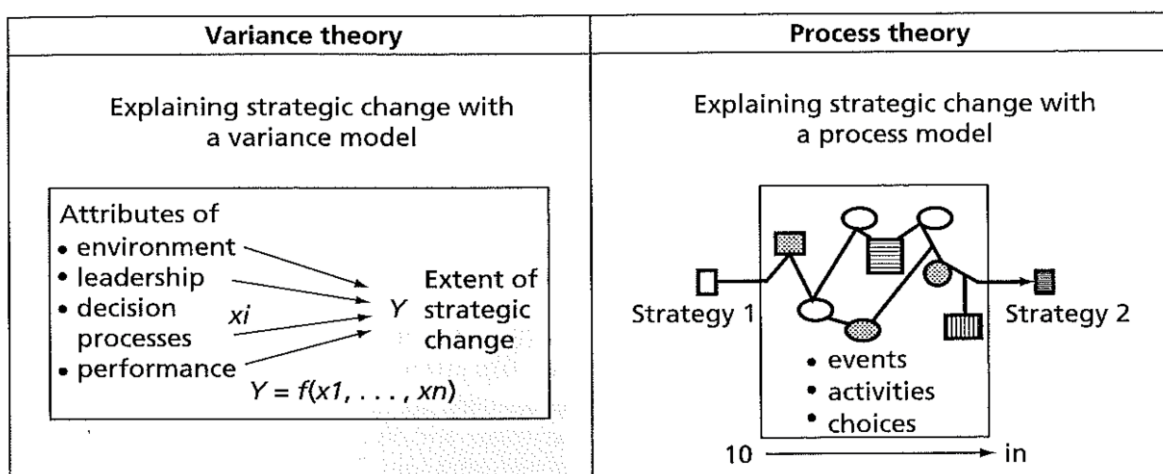 Variance theory
Explaining strategic change with
a variance model
Attributes of
• environment
• leadership
• decision
processes
• performance
xi
Y
Extent of
strategic
change
Y = f(x1, . . . , xn)
Process theory
Explaining strategic change with
a process model
Strategy 1
Strategy 2
• events
• activities
• choices
10
in